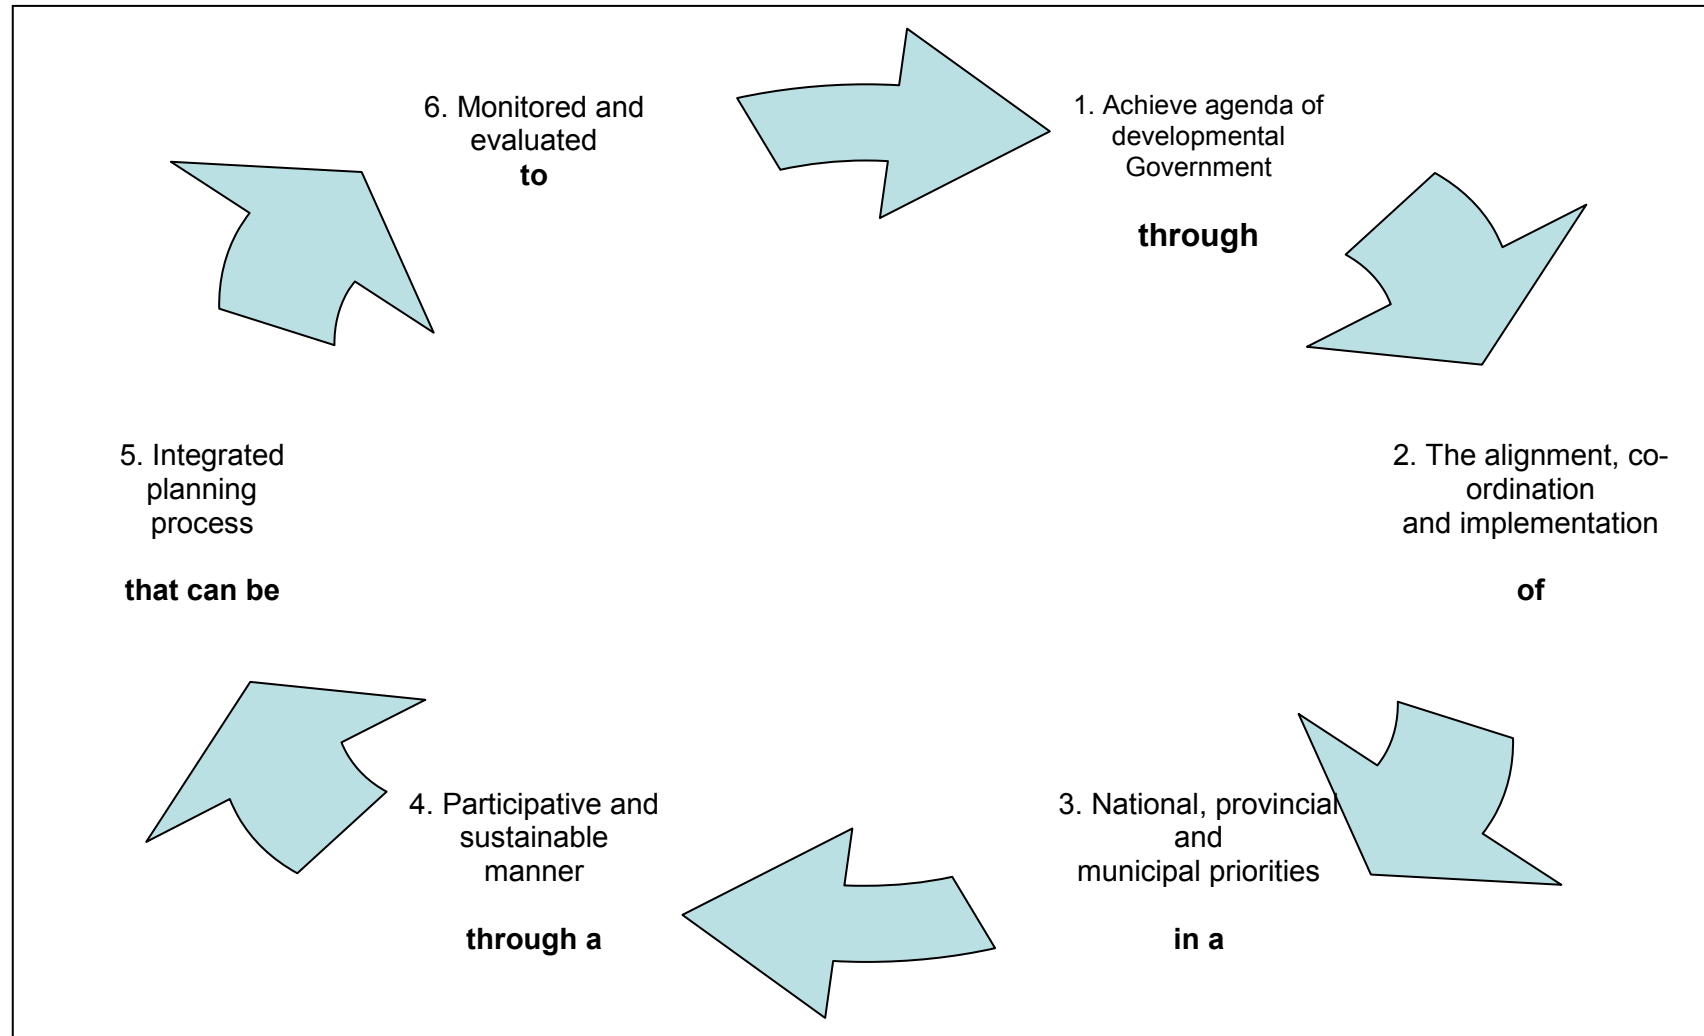 1. Achieve agenda of
developmental
Government
through
2. The alignment, co-
ordination
and implementation
of
3. National, provincial
and
municipal priorities
in a
4. Participative and
sustainable
manner
through a
5. Integrated
planning
process
that can be
6. Monitored and
evaluated
to